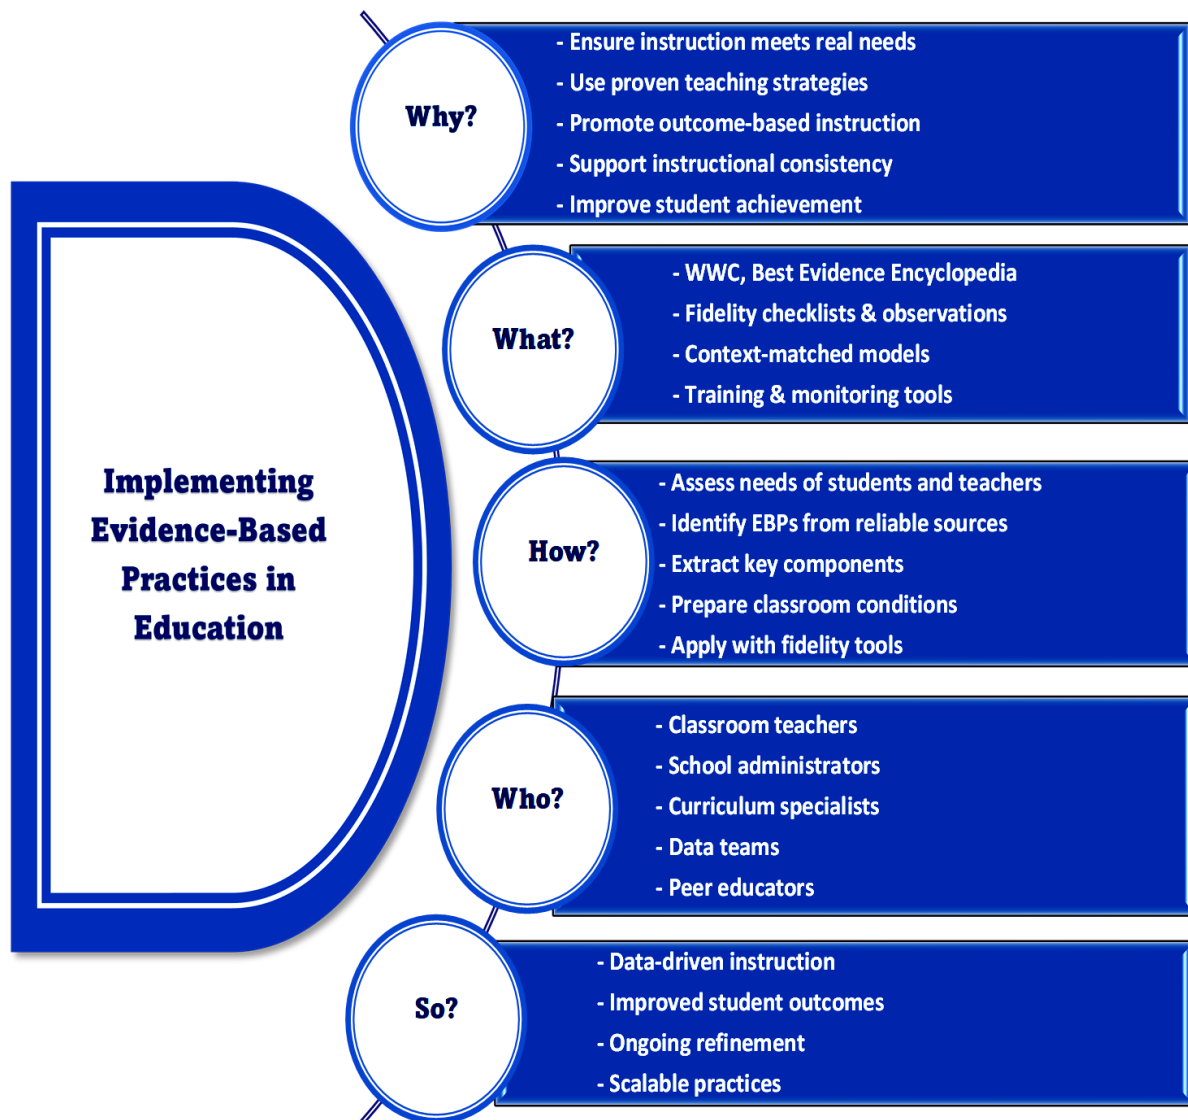 Implementing
Evidence-Based
Practices in
Education
Why?
- Ensure instruction meets real needs
- Use proven teaching strategies
- Promote outcome-based instruction
- Support instructional consistency
- Improve student achievement
What?
- WWC, Best Evidence Encyclopedia
- Fidelity checklists & observations
- Context-matched models
- Training & monitoring tools
How?
- Assess needs of students and teachers
- Identify EBPs from reliable sources
- Extract key components
- Prepare classroom conditions
- Apply with fidelity tools
Who?
- Classroom teachers
- School administrators
- Curriculum specialists
- Data teams
- Peer educators
So?
- Data-driven instruction
- Improved student outcomes
- Ongoing refinement
- Scalable practices